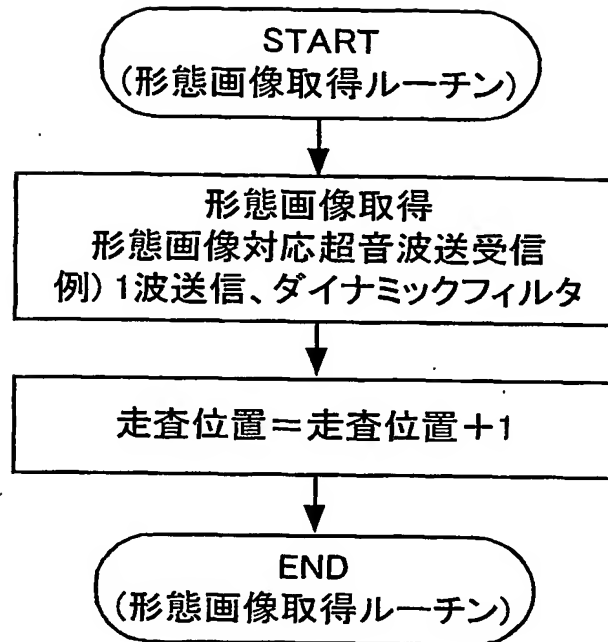 START
(形態画像取得ルーチン)
形態画像取得
形態画像対応超音波送受信
例) 1波送信、ダイナミックフィルタ
走査位置=走査位置+1
END
(形態画像取得ルーチン)